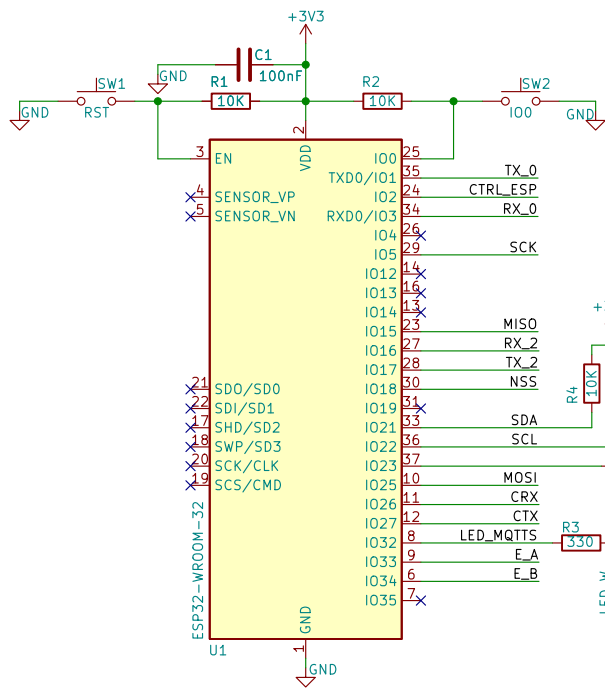 +3V3
C1
100nF
GND
SW1
RST
GND
R1
10K
R2
10K
SW2
IO0
GND
2
VDD
3 EN
IO0 25
TXD0/IO1 35 TX_0
4 SENSOR_VP
IO2 24 CTRL_ESP
5 SENSOR_VN
RXD0/IO3 34 RX_0
IO4 26
IO5 29 SCK
IO12 14
IO13 16
IO14 13
IO15 23 MISO
IO16 27 RX_2
IO17 28 TX_2
21 SDO/SD0
IO18 30 NSS
22 SDI/SD1
IO19 31
17 SHD/SD2
IO21 33 SDA
18 SWP/SD3
IO22 36 SCL
20 SCK/CLK
IO23 37
19 SCS/CMD
IO25 10 MOSI
IO26 11 CRX
IO27 12 CTX
IO32 8 LED_MQTTS
IO33 9 E_A
IO34 6 E_B
IO35 7
R4
10K
R3
330
ESP32-WROOM-32
U1
GND
1
GND
+